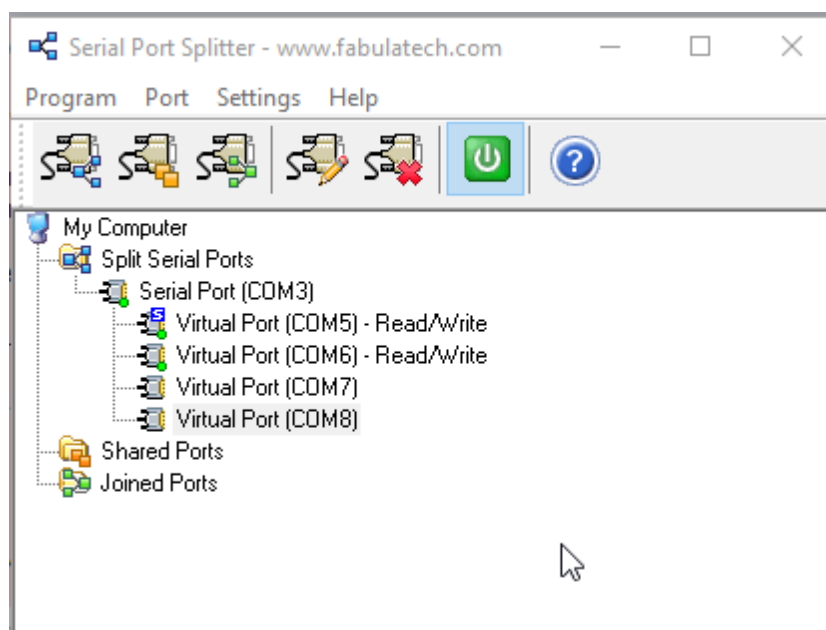 Serial Port Splitter - www.fabulatech.com
Program Port Settings Help
My Computer
Split Serial Ports
Serial Port (COM3)
S
Virtual Port (COM5) - Read/Write
Virtual Port (COM6) - Read/Write
Virtual Port (COM7)
Virtual Port (COM8)
Shared Ports
Joined Ports